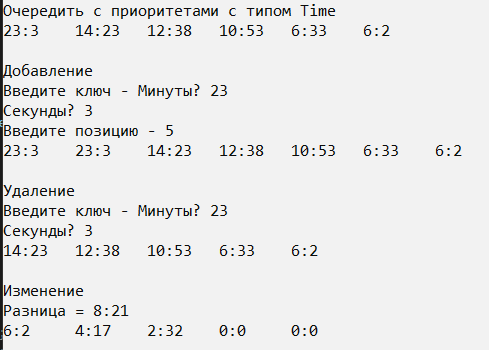 Очередить с приоритетами с типом Time
23:3 14:23 12:38 10:53 6:33 6:2
Добавление
Введите ключ - Минуты? 23
Секунды? 3
Введите позицию - 5
23:3 23:3 14:23 12:38 10:53 6:33 6:2
Удаление
Введите ключ - Минуты? 23
Секунды? 3
14:23 12:38 10:53 6:33 6:2
Изменение
Разница = 8:21
6:2 4:17 2:32 0:0 0:0